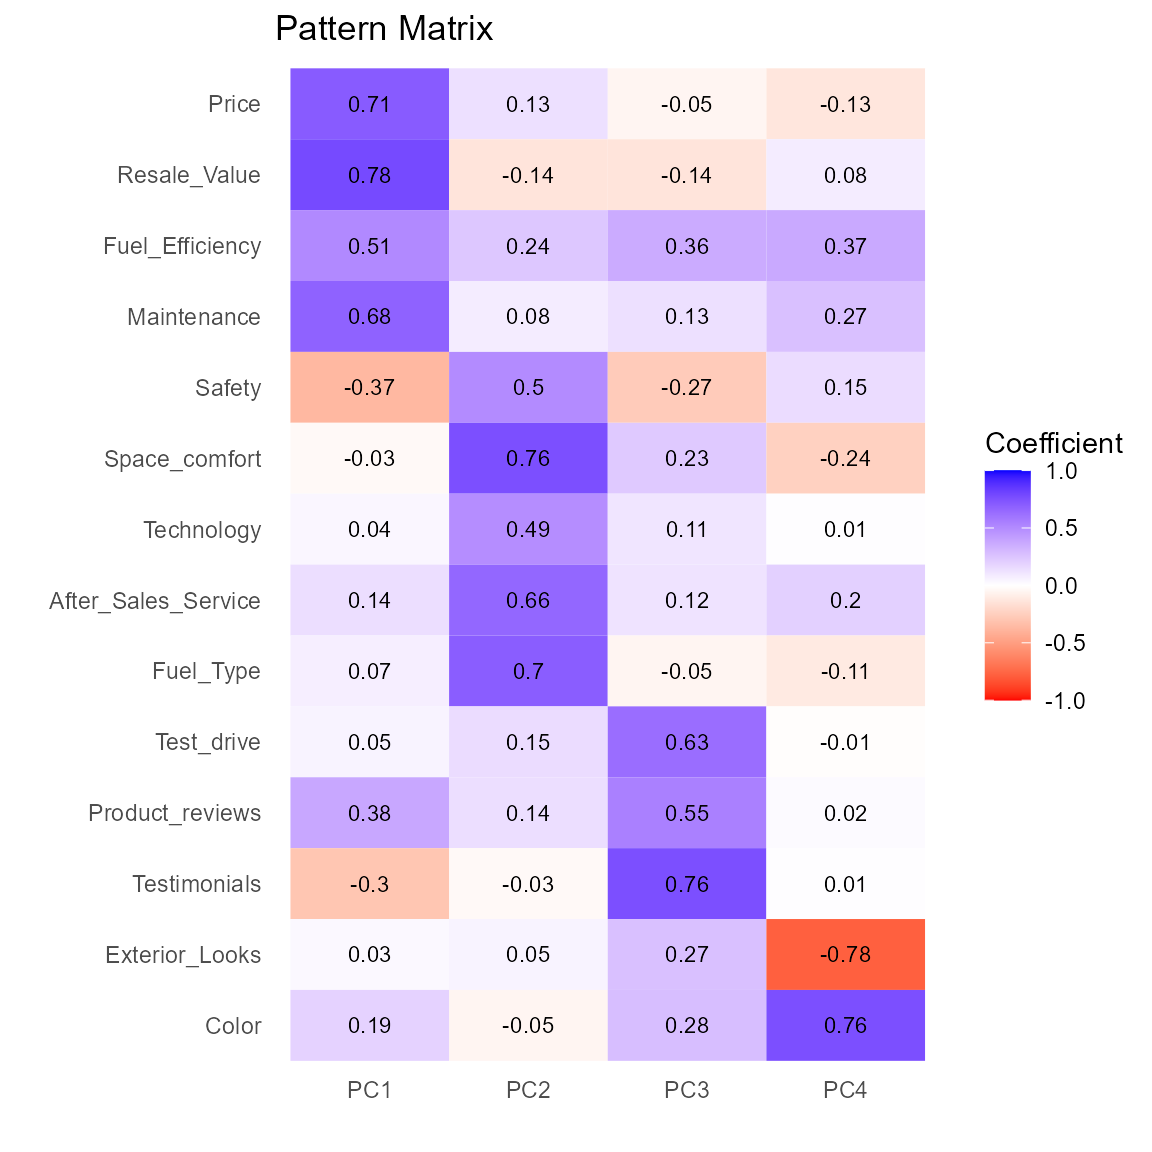 Pattern Matrix
Price 0.71 0.13 -0.05 -0.13
Resale_Value 0.78 -0.14 -0.14 0.08
Fuel_Efficiency 0.51 0.24 0.36 0.37
Maintenance 0.68 0.08 0.13 0.27
Safety -0.37 0.5 -0.27 0.15
Space_comfort -0.03 0.76 0.23 -0.24
Technology 0.04 0.49 0.11 0.01
After_Sales_Service 0.14 0.66 0.12 0.2
Fuel_Type 0.07 0.7 -0.05 -0.11
Test_drive 0.05 0.15 0.63 -0.01
Product_reviews 0.38 0.14 0.55 0.02
Testimonials -0.3 -0.03 0.76 0.01
Exterior_Looks 0.03 0.05 0.27 -0.78
Color 0.19 -0.05 0.28 0.76
PC1 PC2 PC3 PC4
Coefficient
1.0
0.5
0.0
-0.5
-1.0